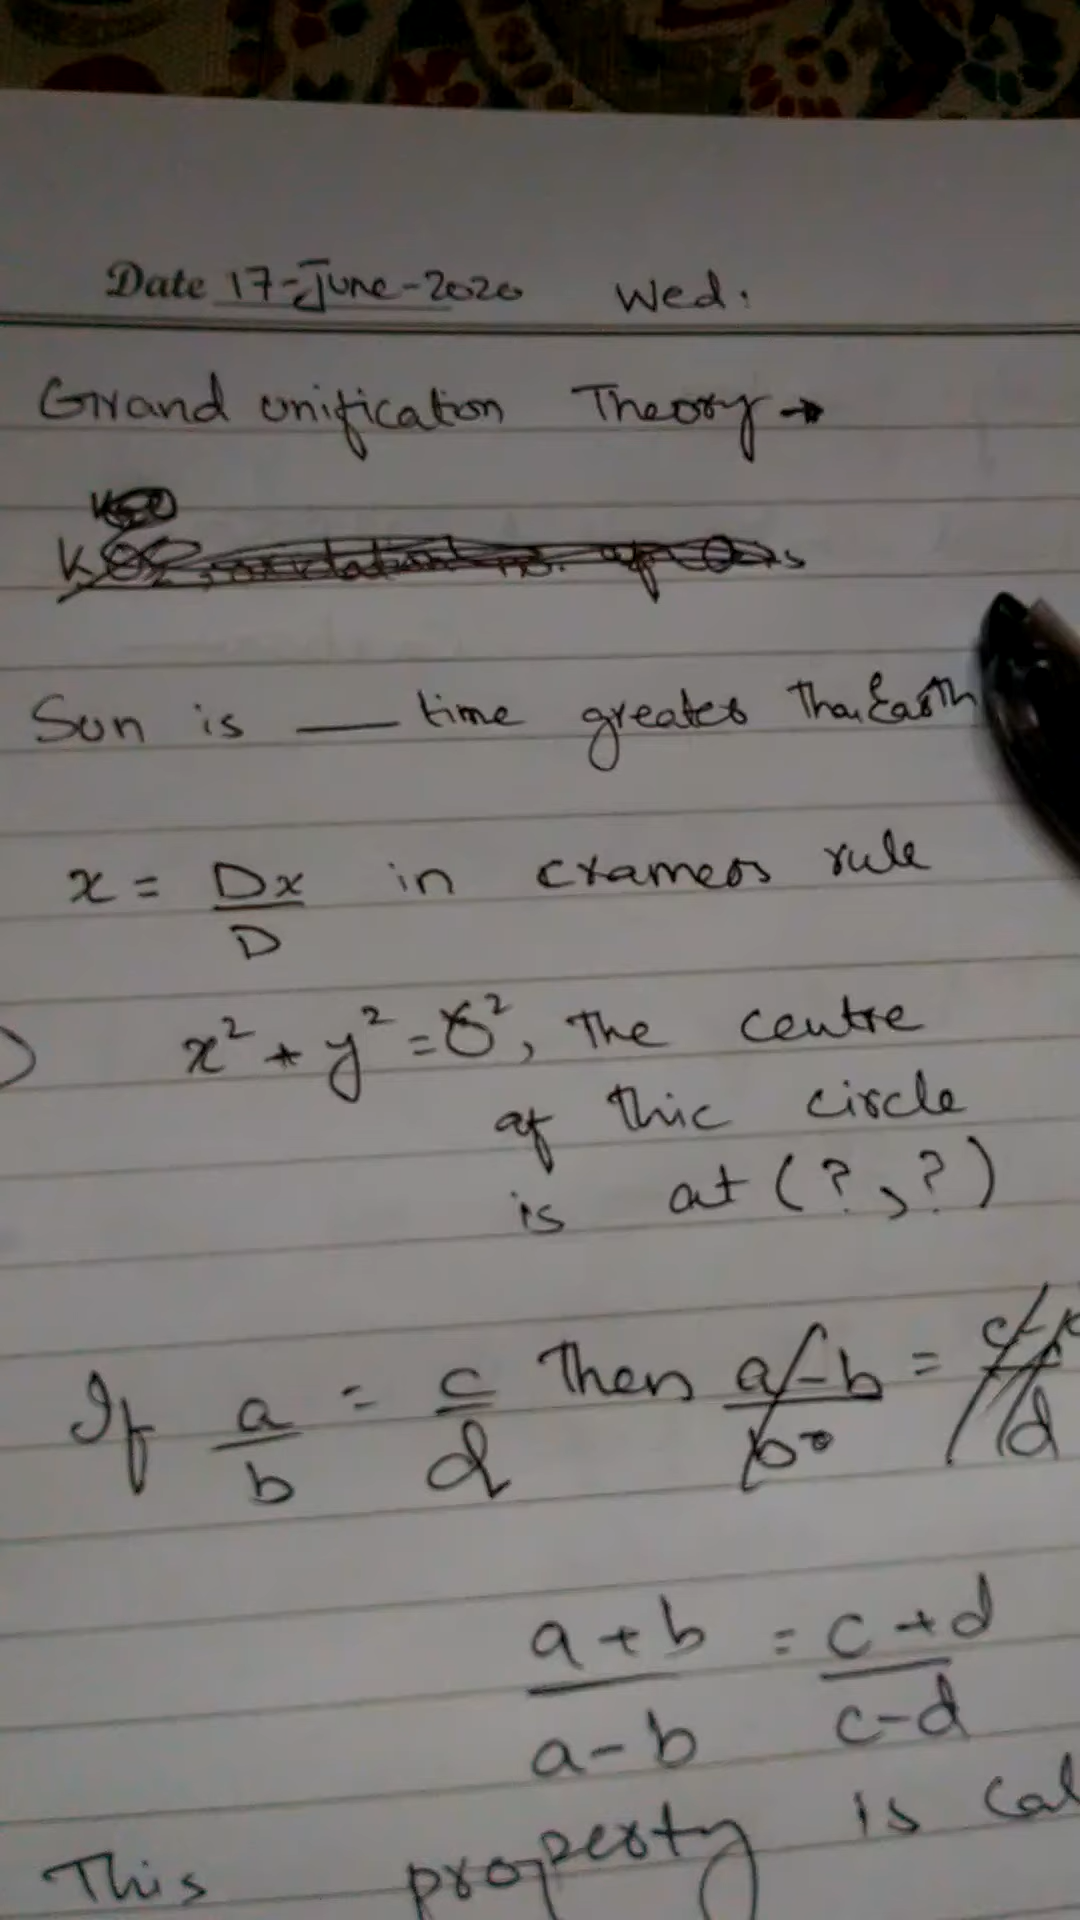 Date 17-June-2020 Wed.
Grand unification Theory →
Sun is ___ time greater than Earth
x = Dx/D in cramers rule
x² + y² = r², The centre
of this circle
is at (?, ?)
If a/b = c/d Then
a+b/a-b = c+d/c-d
This property is